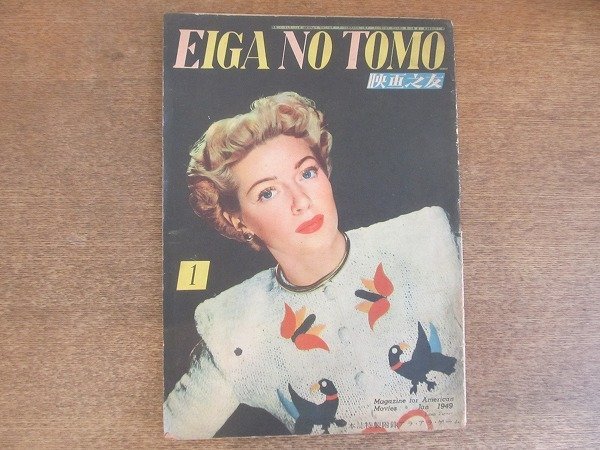 EIGA NO TOMO
映画之友
1
Magazine for American
Movies • Jan 1949